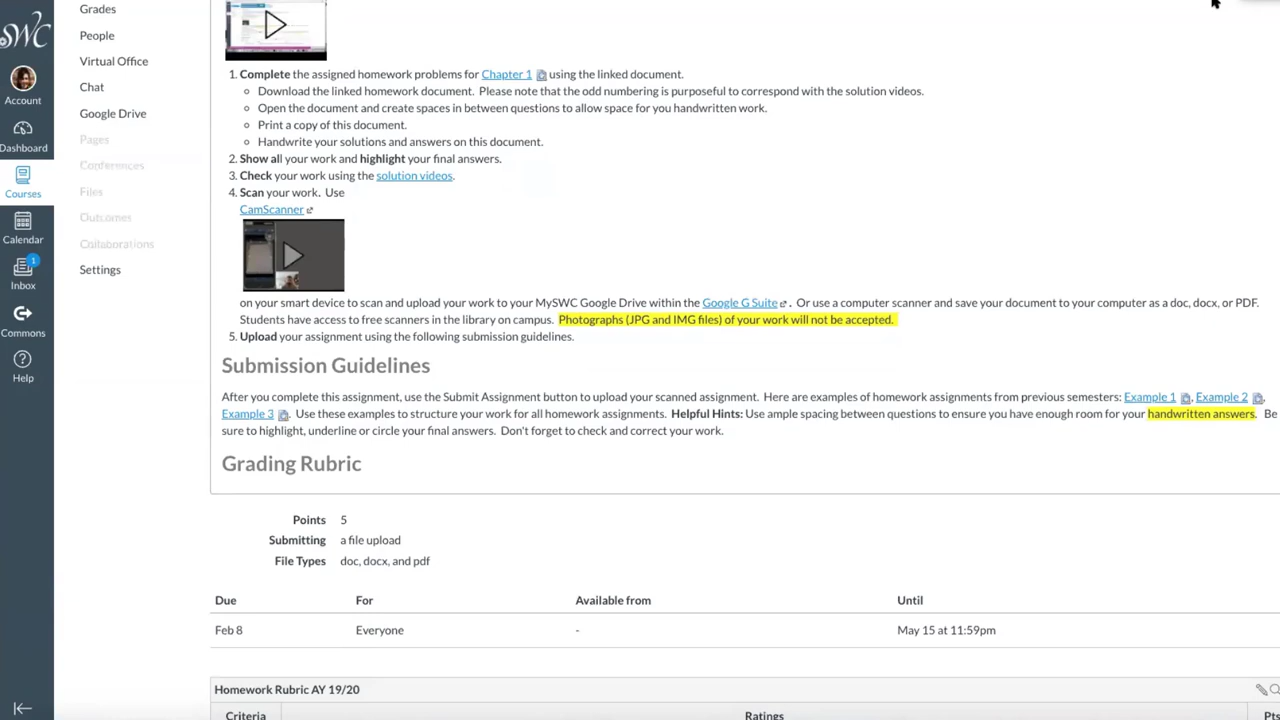 SWC
Account
Dashboard
Courses
Calendar
1
Inbox
Commons
Help
Grades
People
Virtual Office
Chat
Google Drive
Pages
Conferences
Files
Outcomes
Collaborations
Settings
1. Complete the assigned homework problems for Chapter 1 using the linked document.
Download the linked homework document. Please note that the odd numbering is purposeful to correspond with the solution videos.
Open the document and create spaces in between questions to allow space for you handwritten work.
Print a copy of this document.
Handwrite your solutions and answers on this document.
2. Show all your work and highlight your final answers.
3. Check your work using the solution videos.
4. Scan your work. Use
CamScanner
on your smart device to scan and upload your work to your MySWC Google Drive within the Google G Suite . Or use a computer scanner and save your document to your computer as a doc, docx, or PDF.
Students have access to free scanners in the library on campus. Photographs (JPG and IMG files) of your work will not be accepted.
5. Upload your assignment using the following submission guidelines.
Submission Guidelines
After you complete this assignment, use the Submit Assignment button to upload your scanned assignment. Here are examples of homework assignments from previous semesters: Example 1 , Example 2 ,
Example 3 . Use these examples to structure your work for all homework assignments. Helpful Hints: Use ample spacing between questions to ensure you have enough room for your handwritten answers. Be
sure to highlight, underline or circle your final answers. Don't forget to check and correct your work.
Grading Rubric
Points 5
Submitting a file upload
File Types doc, docx, and pdf
Due For Available from Until
Feb 8 Everyone - May 15 at 11:59pm
Homework Rubric AY 19/20
Criteria Ratings Pts